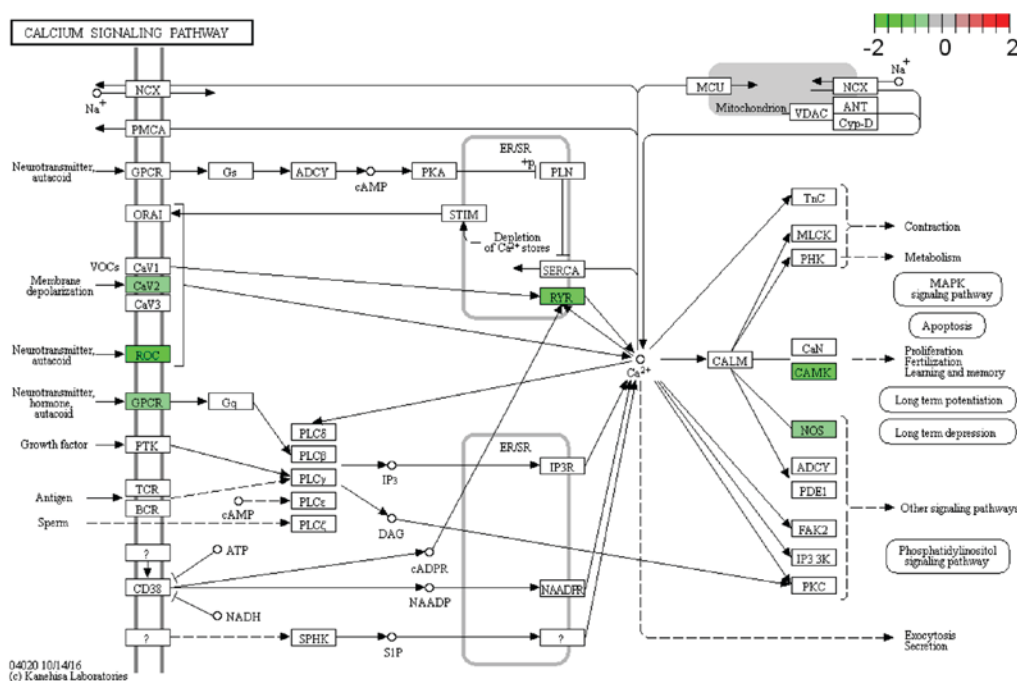 CALCIUM SIGNALING PATHWAY
-2 0 2
NCX
Na+
MCU
NCX
Na+
Mitochondrion
VDAC
ANT
Cyp-D
PMCA
ER/SR
Neurotransmitter,
autacoid
GPCR
Gs
ADCY
cAMP
PKA
+p
PLN
ORAI
STIM
Depletion
of Ca2+ stores
TnC
Contraction
MLCK
PHK
Metabolism
VOCs
CaV1
SERCA
Membrane
depolarization
CaV2
CaV3
RYR
MAPK
signaling pathway
Apoptosis
Neurotransmitter,
autacoid
ROC
Ca2+
CALM
CaN
CAMK
Proliferation
Fertilization
Learning and memory
Neurotransmitter,
hormone,
autacoid
GPCR
Gq
Long term potentiation
Long term depression
PLCδ
NOS
Growth factor
PTK
PLCβ
ER/SR
IP3
IP3R
ADCY
PLCγ
PDE1
Antigen
TCR
BCR
cAMP
PLCε
Other signaling pathways
Sperm
PLCζ
DAG
FAK2
?
ATP
cADPR
IP3 3K
Phosphatidylinositol
signaling pathway
CD38
NAADP
NAADPR
PKC
NADH
?
SPHK
S1P
?
Exocytosis
Secretion
04020 10/14/16
(c) Kanehisa Laboratories